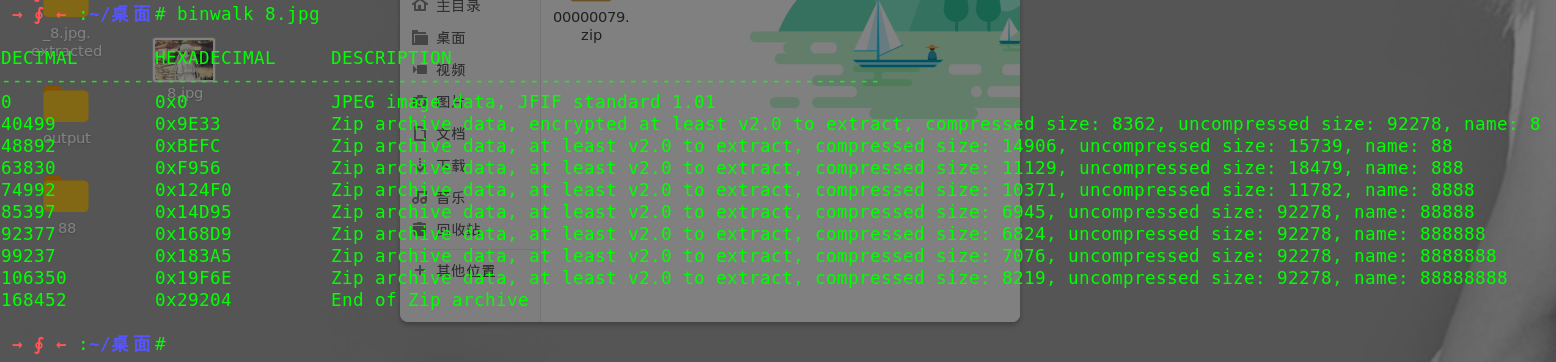 → ∮ ← :~/桌面# binwalk 8.jpg
主目录
00000079.
zip
_8.jpg.
extracted
桌面
DECIMAL HEXADECIMAL DESCRIPTION
视频
--------------------------------------------------------------------------------
8.jpg
0 0x0 JPEG image data, JFIF standard 1.01
图片
40499 0x9E33 Zip archive data, encrypted at least v2.0 to extract, compressed size: 8362, uncompressed size: 92278, name: 8
output
文档
48892 0xBEFC Zip archive data, at least v2.0 to extract, compressed size: 14906, uncompressed size: 15739, name: 88
下载
63830 0xF956 Zip archive data, at least v2.0 to extract, compressed size: 11129, uncompressed size: 18479, name: 888
74992 0x124F0 Zip archive data, at least v2.0 to extract, compressed size: 10371, uncompressed size: 11782, name: 8888
音乐
85397 0x14D95 Zip archive data, at least v2.0 to extract, compressed size: 6945, uncompressed size: 92278, name: 88888
88
回收站
92377 0x168D9 Zip archive data, at least v2.0 to extract, compressed size: 6824, uncompressed size: 92278, name: 888888
99237 0x183A5 Zip archive data, at least v2.0 to extract, compressed size: 7076, uncompressed size: 92278, name: 8888888
其他位置
106350 0x19F6E Zip archive data, at least v2.0 to extract, compressed size: 8219, uncompressed size: 92278, name: 88888888
168452 0x29204 End of Zip archive
→ ∮ ← :~/桌面#